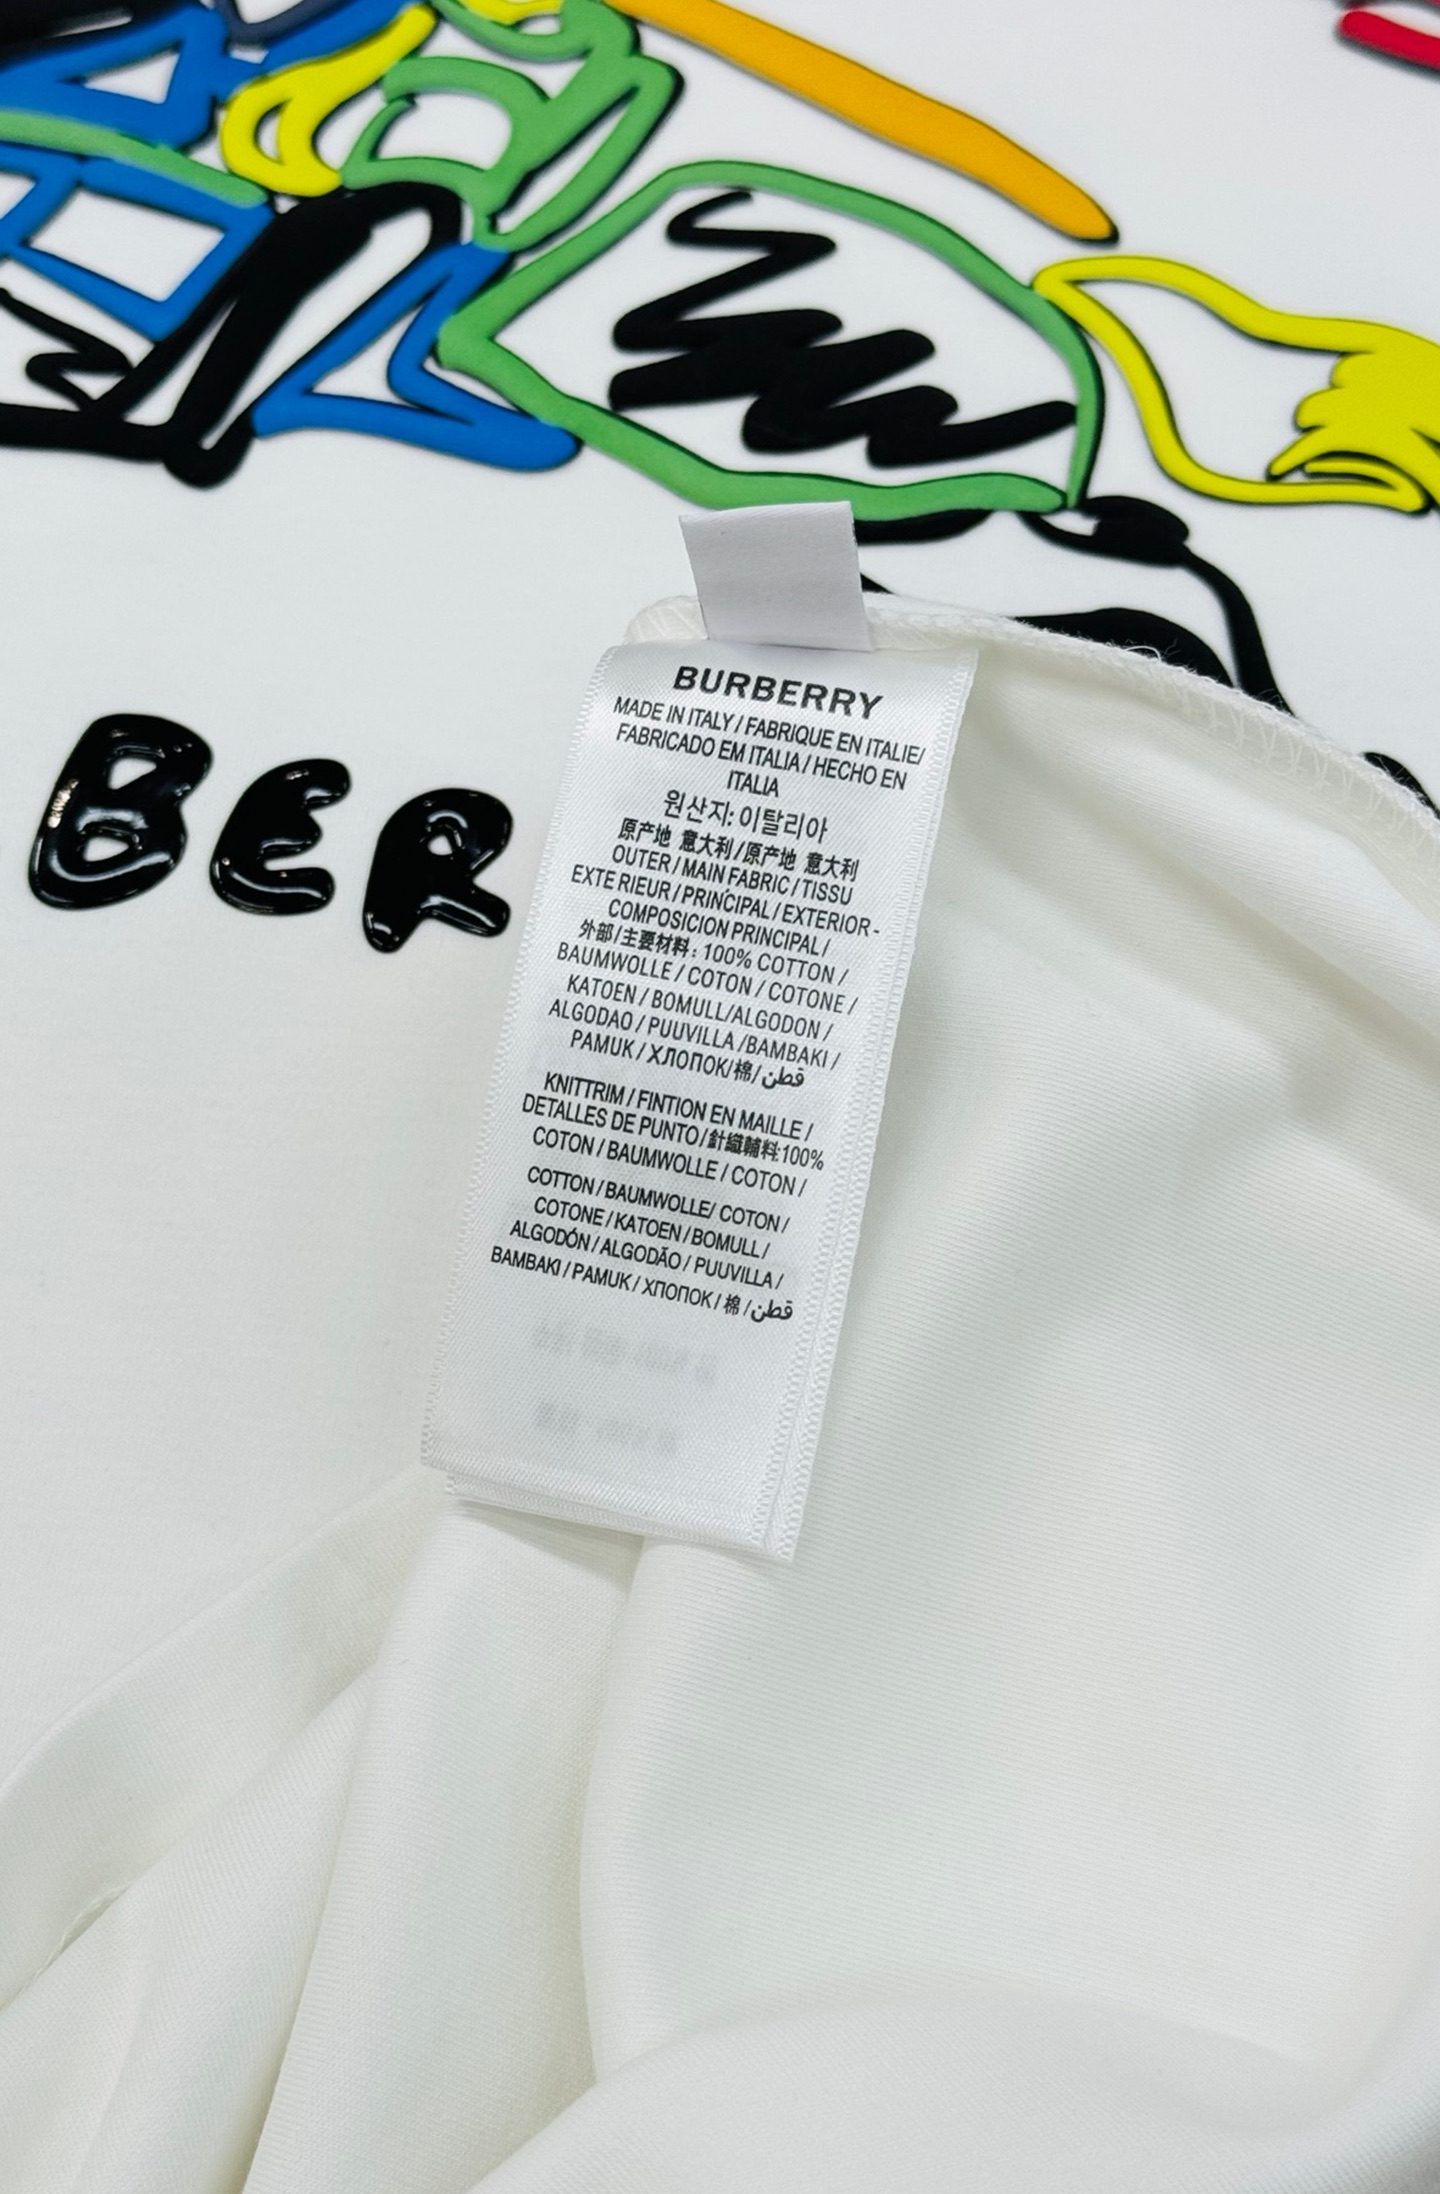 BER
BURBERRY
MADE IN ITALY / FABRIQUE EN ITALIE/
FABRICADO EM ITALIA / HECHO EN
ITALIA
원산지: 이탈리아
原产地 意大利/原产地 意大利
OUTER / MAIN FABRIC / TISSU
EXTE RIEUR / PRINĆIPAL / EXTERIOR-
COMPOSICION PRINCIPAL /
外部/主要材料: 100% COTTON /
BAUMWOLLE / COTON / COTONE /
KATOEN / BOMULL/ALGODON /
ALGODAO / PUUVILLA /BAMBAKI /
PAMUK / ХЛОПОК/棉/ قطن
KNITTRIM / FINTION EN MAILLE /
DETALLES DE PUNTO/針織輔料:100%
COTON / BAUMWOLLE / COTON /
COTTON / BAUMWOLLE/ COTON /
COTONE / KATOEN / BOMULL /
ALGODÓN / ALGODÃO / PUUVILLA /
BAMBAKI / PAMUK / ХПОПОК / 棉 / قطن